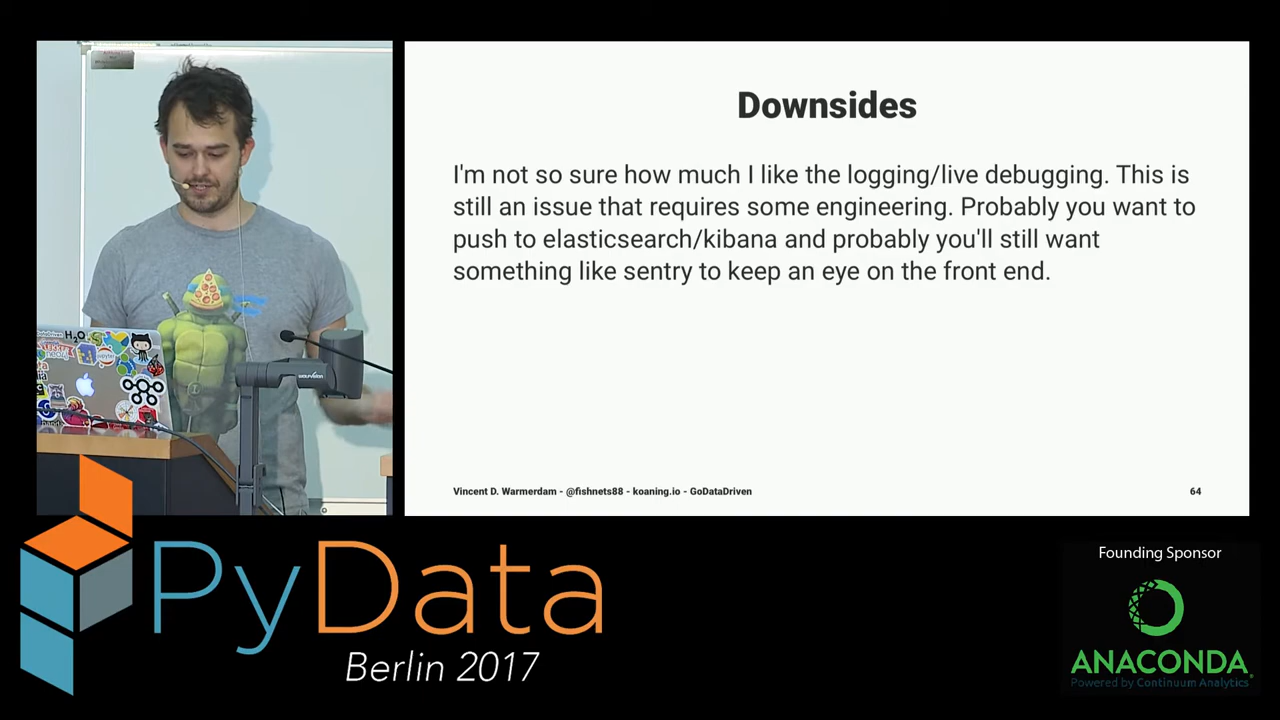 Downsides
I'm not so sure how much I like the logging/live debugging. This is
still an issue that requires some engineering. Probably you want to
push to elasticsearch/kibana and probably you'll still want
something like sentry to keep an eye on the front end.
Vincent D. Warmerdam - @fishnets88 - koaning.io - GoDataDriven
64
H2O
PyData
Berlin 2017
Founding Sponsor
ANACONDA
Powered by Continuum Analytics